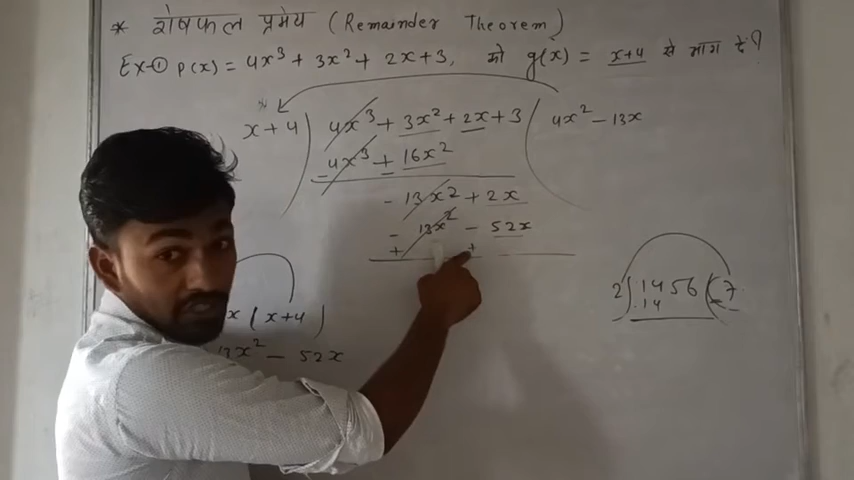 * शेषफल प्रमेय (Remainder Theorem)
Ex-① p(x) = 4x³ + 3x² + 2x + 3, को g(x) = x+4 से भाग दें?
x + 4 ) 4x³ + 3x² + 2x + 3 ( 4x² - 13x
- 4x³ + 16x²
- 13x² + 2x
- 13x² - 52x
+ +
x ( x+4 )
13x² - 52x
2 ) 1456 ( 7
14